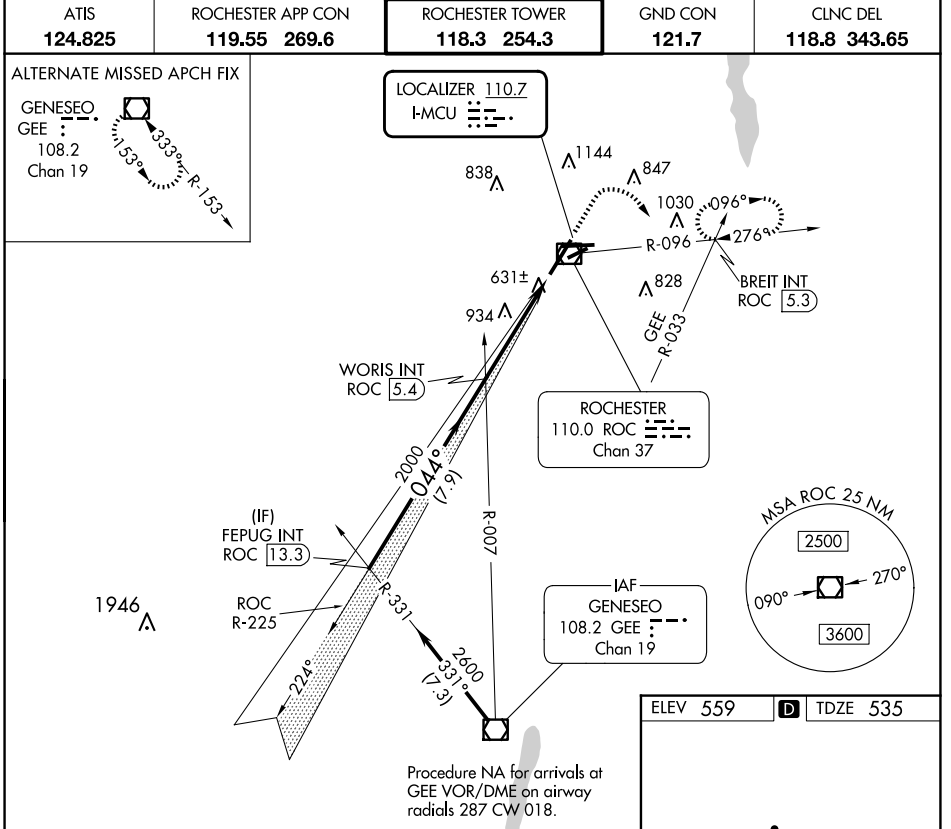 ATIS
124.825
ROCHESTER APP CON
119.55 269.6
ROCHESTER TOWER
118.3 254.3
GND CON
121.7
CLNC DEL
118.8 343.65
ALTERNATE MISSED APCH FIX
GENESEO
GEE
108.2
Chan 19
153°
333°
R-153
LOCALIZER 110.7
I-MCU
838
1144
847
1030
096°
276°
R-096
BREIT INT
ROC 5.3
631±
828
934
GEE
R-033
WORIS INT
ROC 5.4
ROCHESTER
110.0 ROC
Chan 37
2000
044°
(7.9)
R-007
MSA ROC 25 NM
2500
090°
270°
3600
(IF)
FEPUG INT
ROC 13.3
1946
ROC
R-225
R-331
224°
2600
331°
(7.3)
IAF
GENESEO
108.2 GEE
Chan 19
Procedure NA for arrivals at
GEE VOR/DME on airway
radials 287 CW 018.
ELEV 559
D
TDZE 535